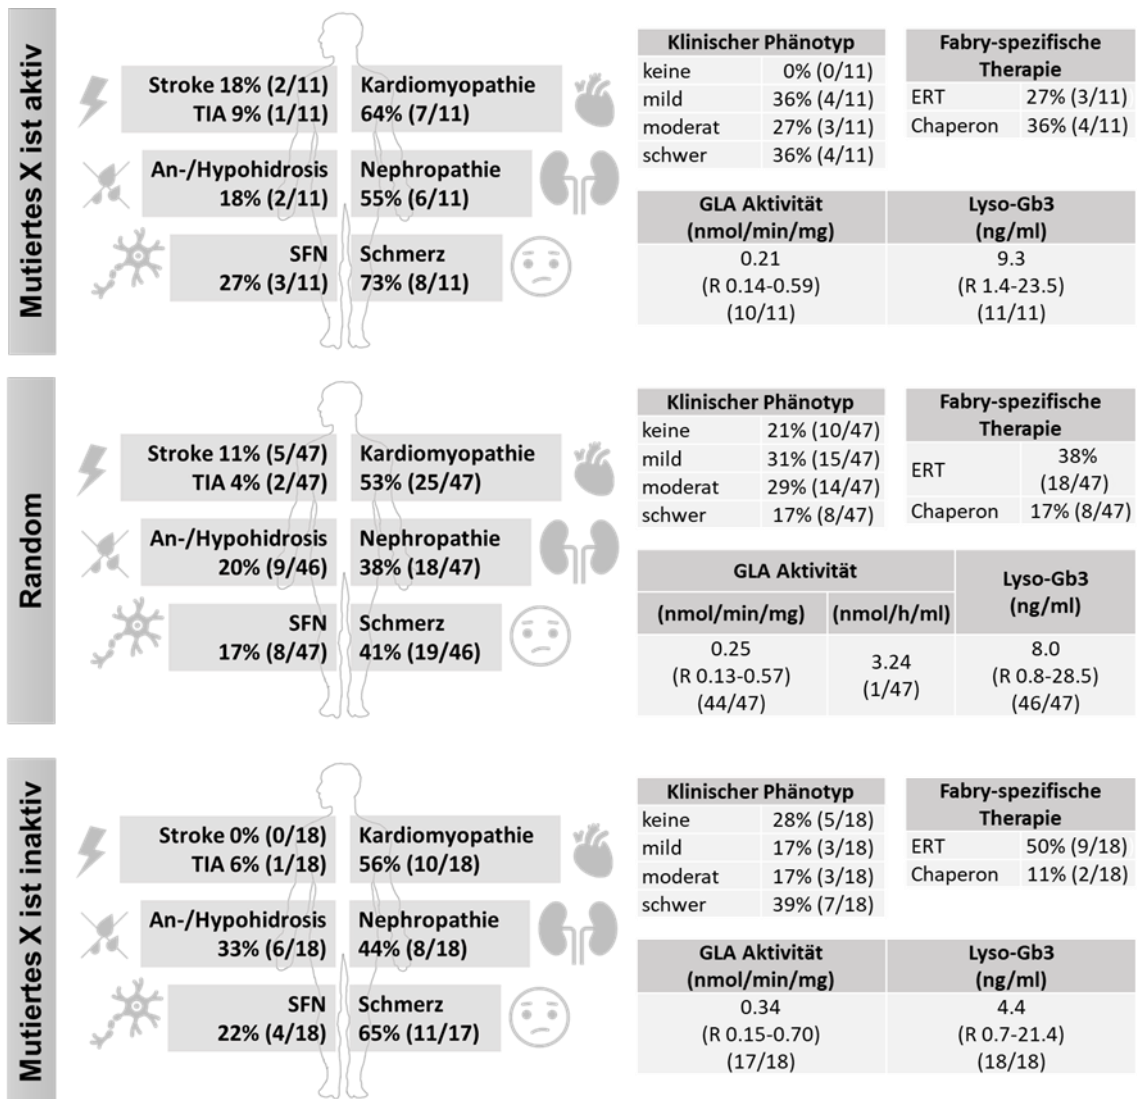 Mutiertes X ist aktiv
Stroke 18% (2/11)
TIA 9% (1/11)
Kardiomyopathie
64% (7/11)
An-/Hypohidrosis
18% (2/11)
Nephropathie
55% (6/11)
SFN
27% (3/11)
Schmerz
73% (8/11)
Klinischer Phänotyp
keine 0% (0/11)
mild 36% (4/11)
moderat 27% (3/11)
schwer 36% (4/11)
Fabry-spezifische
Therapie
ERT 27% (3/11)
Chaperon 36% (4/11)
GLA Aktivität
(nmol/min/mg)
Lyso-Gb3
(ng/ml)
0.21
(R 0.14-0.59)
(10/11)
9.3
(R 1.4-23.5)
(11/11)
Random
Stroke 11% (5/47)
TIA 4% (2/47)
Kardiomyopathie
53% (25/47)
An-/Hypohidrosis
20% (9/46)
Nephropathie
38% (18/47)
SFN
17% (8/47)
Schmerz
41% (19/46)
Klinischer Phänotyp
keine 21% (10/47)
mild 31% (15/47)
moderat 29% (14/47)
schwer 17% (8/47)
Fabry-spezifische
Therapie
ERT 38%
(18/47)
Chaperon 17% (8/47)
GLA Aktivität
(nmol/min/mg) (nmol/h/ml)
Lyso-Gb3
(ng/ml)
0.25
(R 0.13-0.57)
(44/47)
3.24
(1/47)
8.0
(R 0.8-28.5)
(46/47)
Mutiertes X ist inaktiv
Stroke 0% (0/18)
TIA 6% (1/18)
Kardiomyopathie
56% (10/18)
An-/Hypohidrosis
33% (6/18)
Nephropathie
44% (8/18)
SFN
22% (4/18)
Schmerz
65% (11/17)
Klinischer Phänotyp
keine 28% (5/18)
mild 17% (3/18)
moderat 17% (3/18)
schwer 39% (7/18)
Fabry-spezifische
Therapie
ERT 50% (9/18)
Chaperon 11% (2/18)
GLA Aktivität
(nmol/min/mg)
Lyso-Gb3
(ng/ml)
0.34
(R 0.15-0.70)
(17/18)
4.4
(R 0.7-21.4)
(18/18)